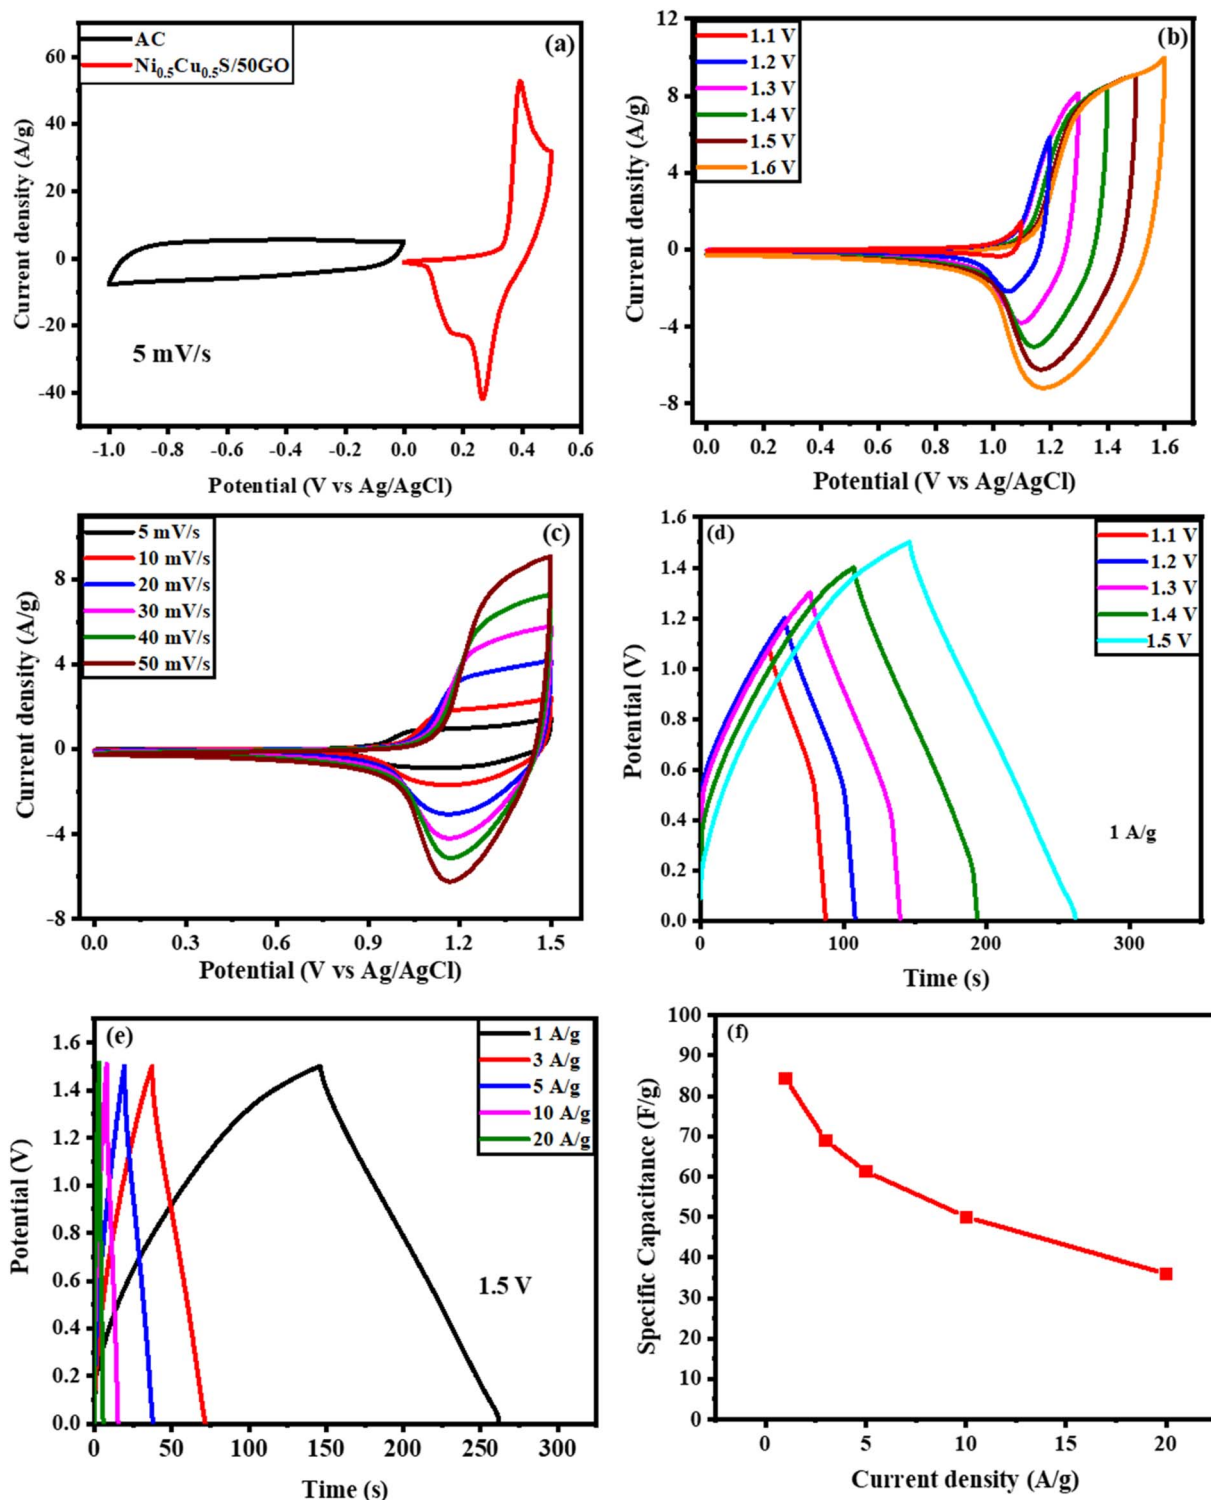 (a)
AC
Ni0.5Cu0.5S/50GO
60
40
20
0
-20
-40
Current density (A/g)
5 mV/s
-1.0 -0.8 -0.6 -0.4 -0.2 0.0 0.2 0.4 0.6
Potential (V vs Ag/AgCl)
(b)
1.1 V
1.2 V
1.3 V
1.4 V
1.5 V
1.6 V
12
8
4
0
-4
-8
Current density (A/g)
0.0 0.2 0.4 0.6 0.8 1.0 1.2 1.4 1.6
Potential (V vs Ag/AgCl)
(c)
5 mV/s
10 mV/s
20 mV/s
30 mV/s
40 mV/s
50 mV/s
8
4
0
-4
-8
Current density (A/g)
0.0 0.3 0.6 0.9 1.2 1.5
Potential (V vs Ag/AgCl)
(d)
1.1 V
1.2 V
1.3 V
1.4 V
1.5 V
1.6
1.4
1.2
1.0
0.8
0.6
0.4
0.2
0.0
Potential (V)
1 A/g
0 100 200 300
Time (s)
(e)
1 A/g
3 A/g
5 A/g
10 A/g
20 A/g
1.6
1.4
1.2
1.0
0.8
0.6
0.4
0.2
0.0
Potential (V)
1.5 V
0 50 100 150 200 250 300
Time (s)
(f)
100
90
80
70
60
50
40
30
20
10
0
Specific Capacitance (F/g)
0 5 10 15 20
Current density (A/g)